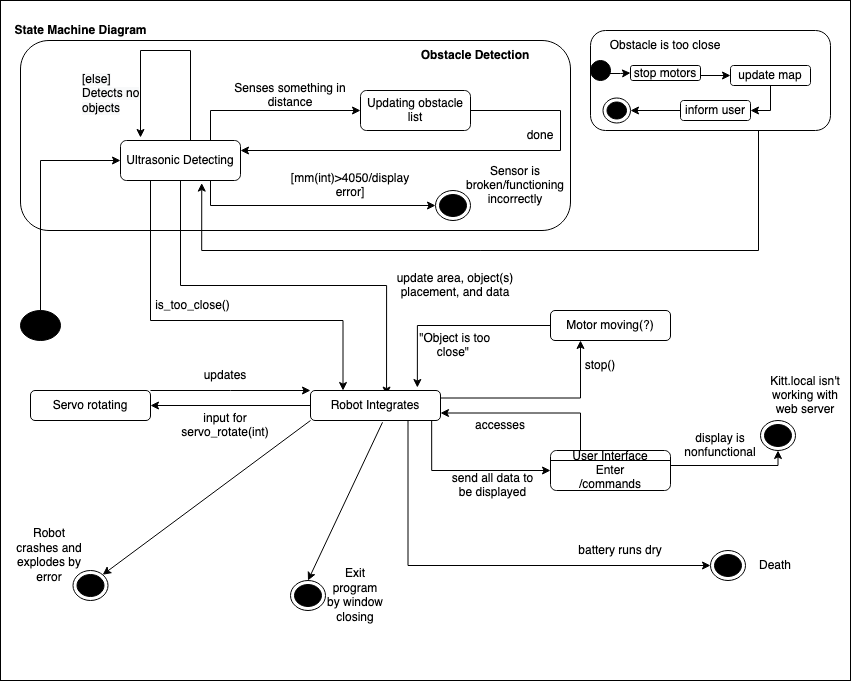 State Machine Diagram
Obstacle Detection
Obstacle is too close
stop motors
update map
inform user
[else]
Detects no
objects
Senses something in
distance
Updating obstacle
list
done
Ultrasonic Detecting
[mm(int)>4050/display
error]
Sensor is
broken/functioning
incorrectly
update area, object(s)
placement, and data
is_too_close()
"Object is too
close"
Motor moving(?)
stop()
updates
Servo rotating
Robot Integrates
input for
servo_rotate(int)
accesses
Kitt.local isn't
working with
web server
display is
nonfunctional
User Interface
Enter
/commands
send all data to
be displayed
Robot
crashes and
explodes by
error
Exit
program
by window
closing
battery runs dry
Death